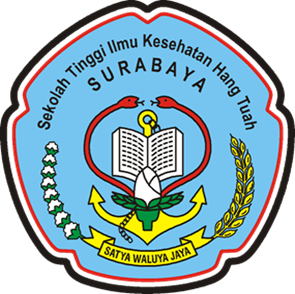 Sekolah Tinggi Ilmu Kesehatan Hang Tuah
SURABAYA
SATYA WALUYA JAYA